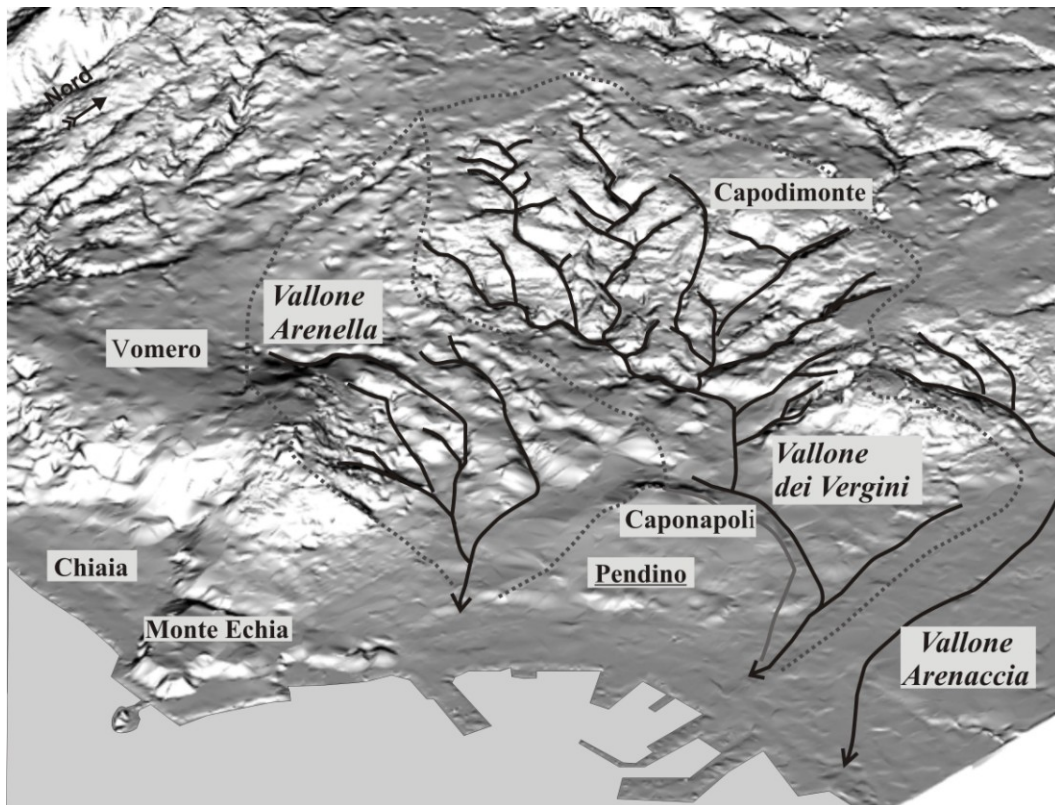 Nord
Capodimonte
Vallone
Arenella
Vomero
Vallone
dei Vergini
Caponapoli
Chiaia
Pendino
Monte Echia
Vallone
Arenaccia